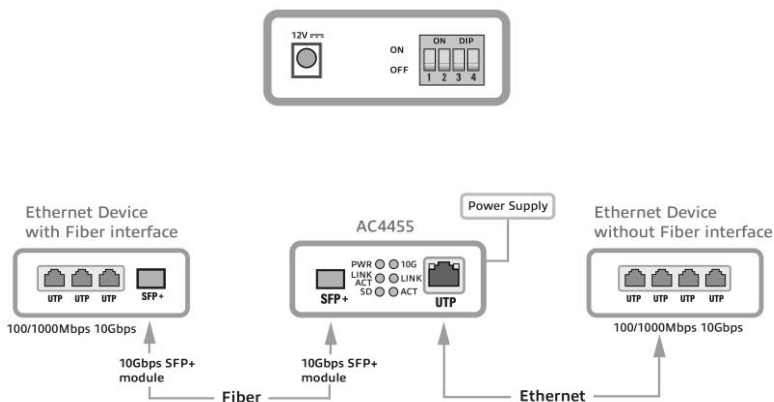 12V
ON DIP
ON
OFF
1 2 3 4
Ethernet Device
with Fiber interface
UTP UTP UTP SFP+
100/1000Mbps 10Gbps
10Gbps SFP+
module
Fiber
AC4455
PWR 10G
LINK
ACT LINK
SD ACT
SFP+
UTP
10Gbps SFP+
module
Power Supply
Ethernet
Ethernet Device
without Fiber interface
UTP UTP UTP UTP
100/1000Mbps 10Gbps